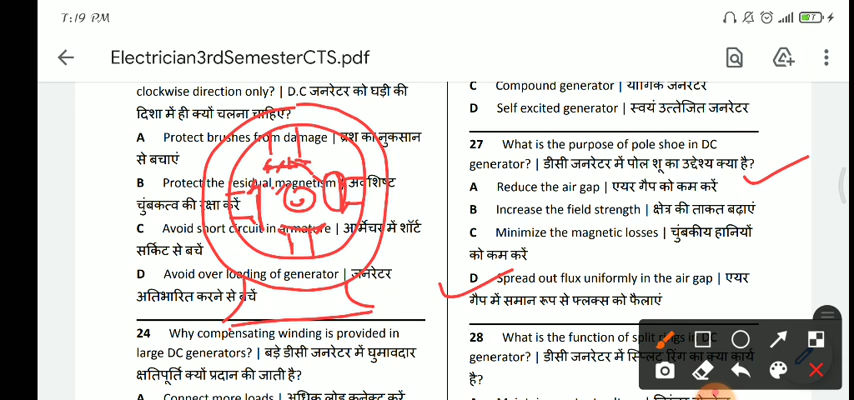 7:19 PM
Electrician3rdSemesterCTS.pdf
clockwise direction only? | D.C जनरेटर को घड़ी की
दिशा में ही क्यों चलना चाहिए?
A Protect brushes from damage | ब्रश को नुकसान
से बचाएं
B Protect the residual magnetism | अवशिष्ट
चुंबकत्व की रक्षा करें
C Avoid short circuit in armature | आर्मेचर में शॉर्ट
सर्किट से बचें
D Avoid over loading of generator | जनरेटर
अतिभारित करने से बचें
24 Why compensating winding is provided in
large DC generators? | बड़े डीसी जनरेटर में घुमावदार
क्षतिपूर्ति क्यों प्रदान की जाती है?
A Connect more loads | अधिक लोड कनेक्ट करें
C Compound generator | यौगिक जनरेटर
D Self excited generator | स्वयं उत्तेजित जनरेटर
27 What is the purpose of pole shoe in DC
generator? | डीसी जनरेटर में पोल शू का उद्देश्य क्या है?
A Reduce the air gap | एयर गैप को कम करें
B Increase the field strength | क्षेत्र की ताकत बढ़ाएं
C Minimize the magnetic losses | चुंबकीय हानियों
को कम करें
D Spread out flux uniformly in the air gap | एयर
गैप में समान रूप से फ्लक्स को फैलाएं
28 What is the function of split rings in DC
generator? | डीसी जनरेटर में स्प्लिट रिंग का क्या कार्य
है?